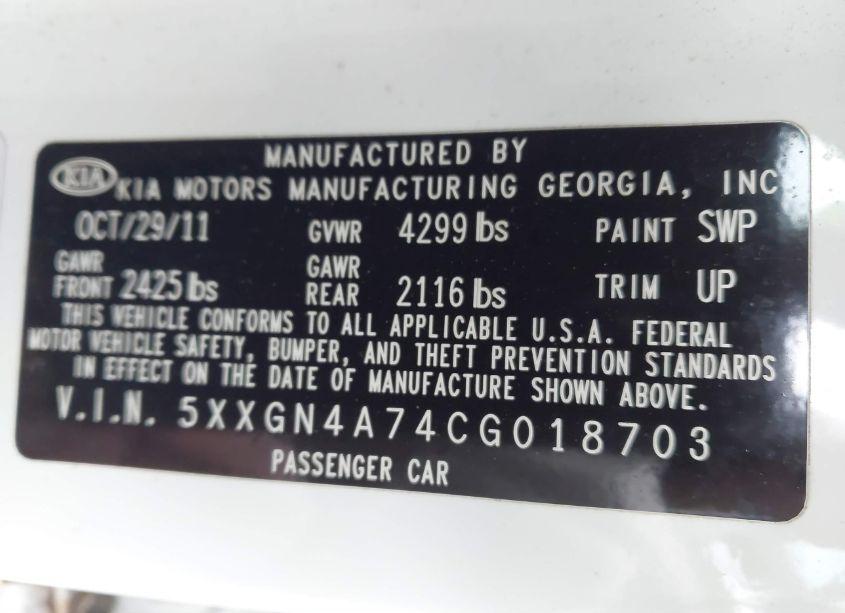 MANUFACTURED BY
KIA KIA MOTORS MANUFACTURING GEORGIA, INC
OCT/29/11 GVWR 4299 lbs PAINT SWP
GAWR FRONT 2425 lbs GAWR REAR 2116 lbs TRIM UP
THIS VEHICLE CONFORMS TO ALL APPLICABLE U.S.A. FEDERAL
MOTOR VEHICLE SAFETY, BUMPER, AND THEFT PREVENTION STANDARDS
IN EFFECT ON THE DATE OF MANUFACTURE SHOWN ABOVE.
V.I.N. 5XXGN4A74CG018703
PASSENGER CAR